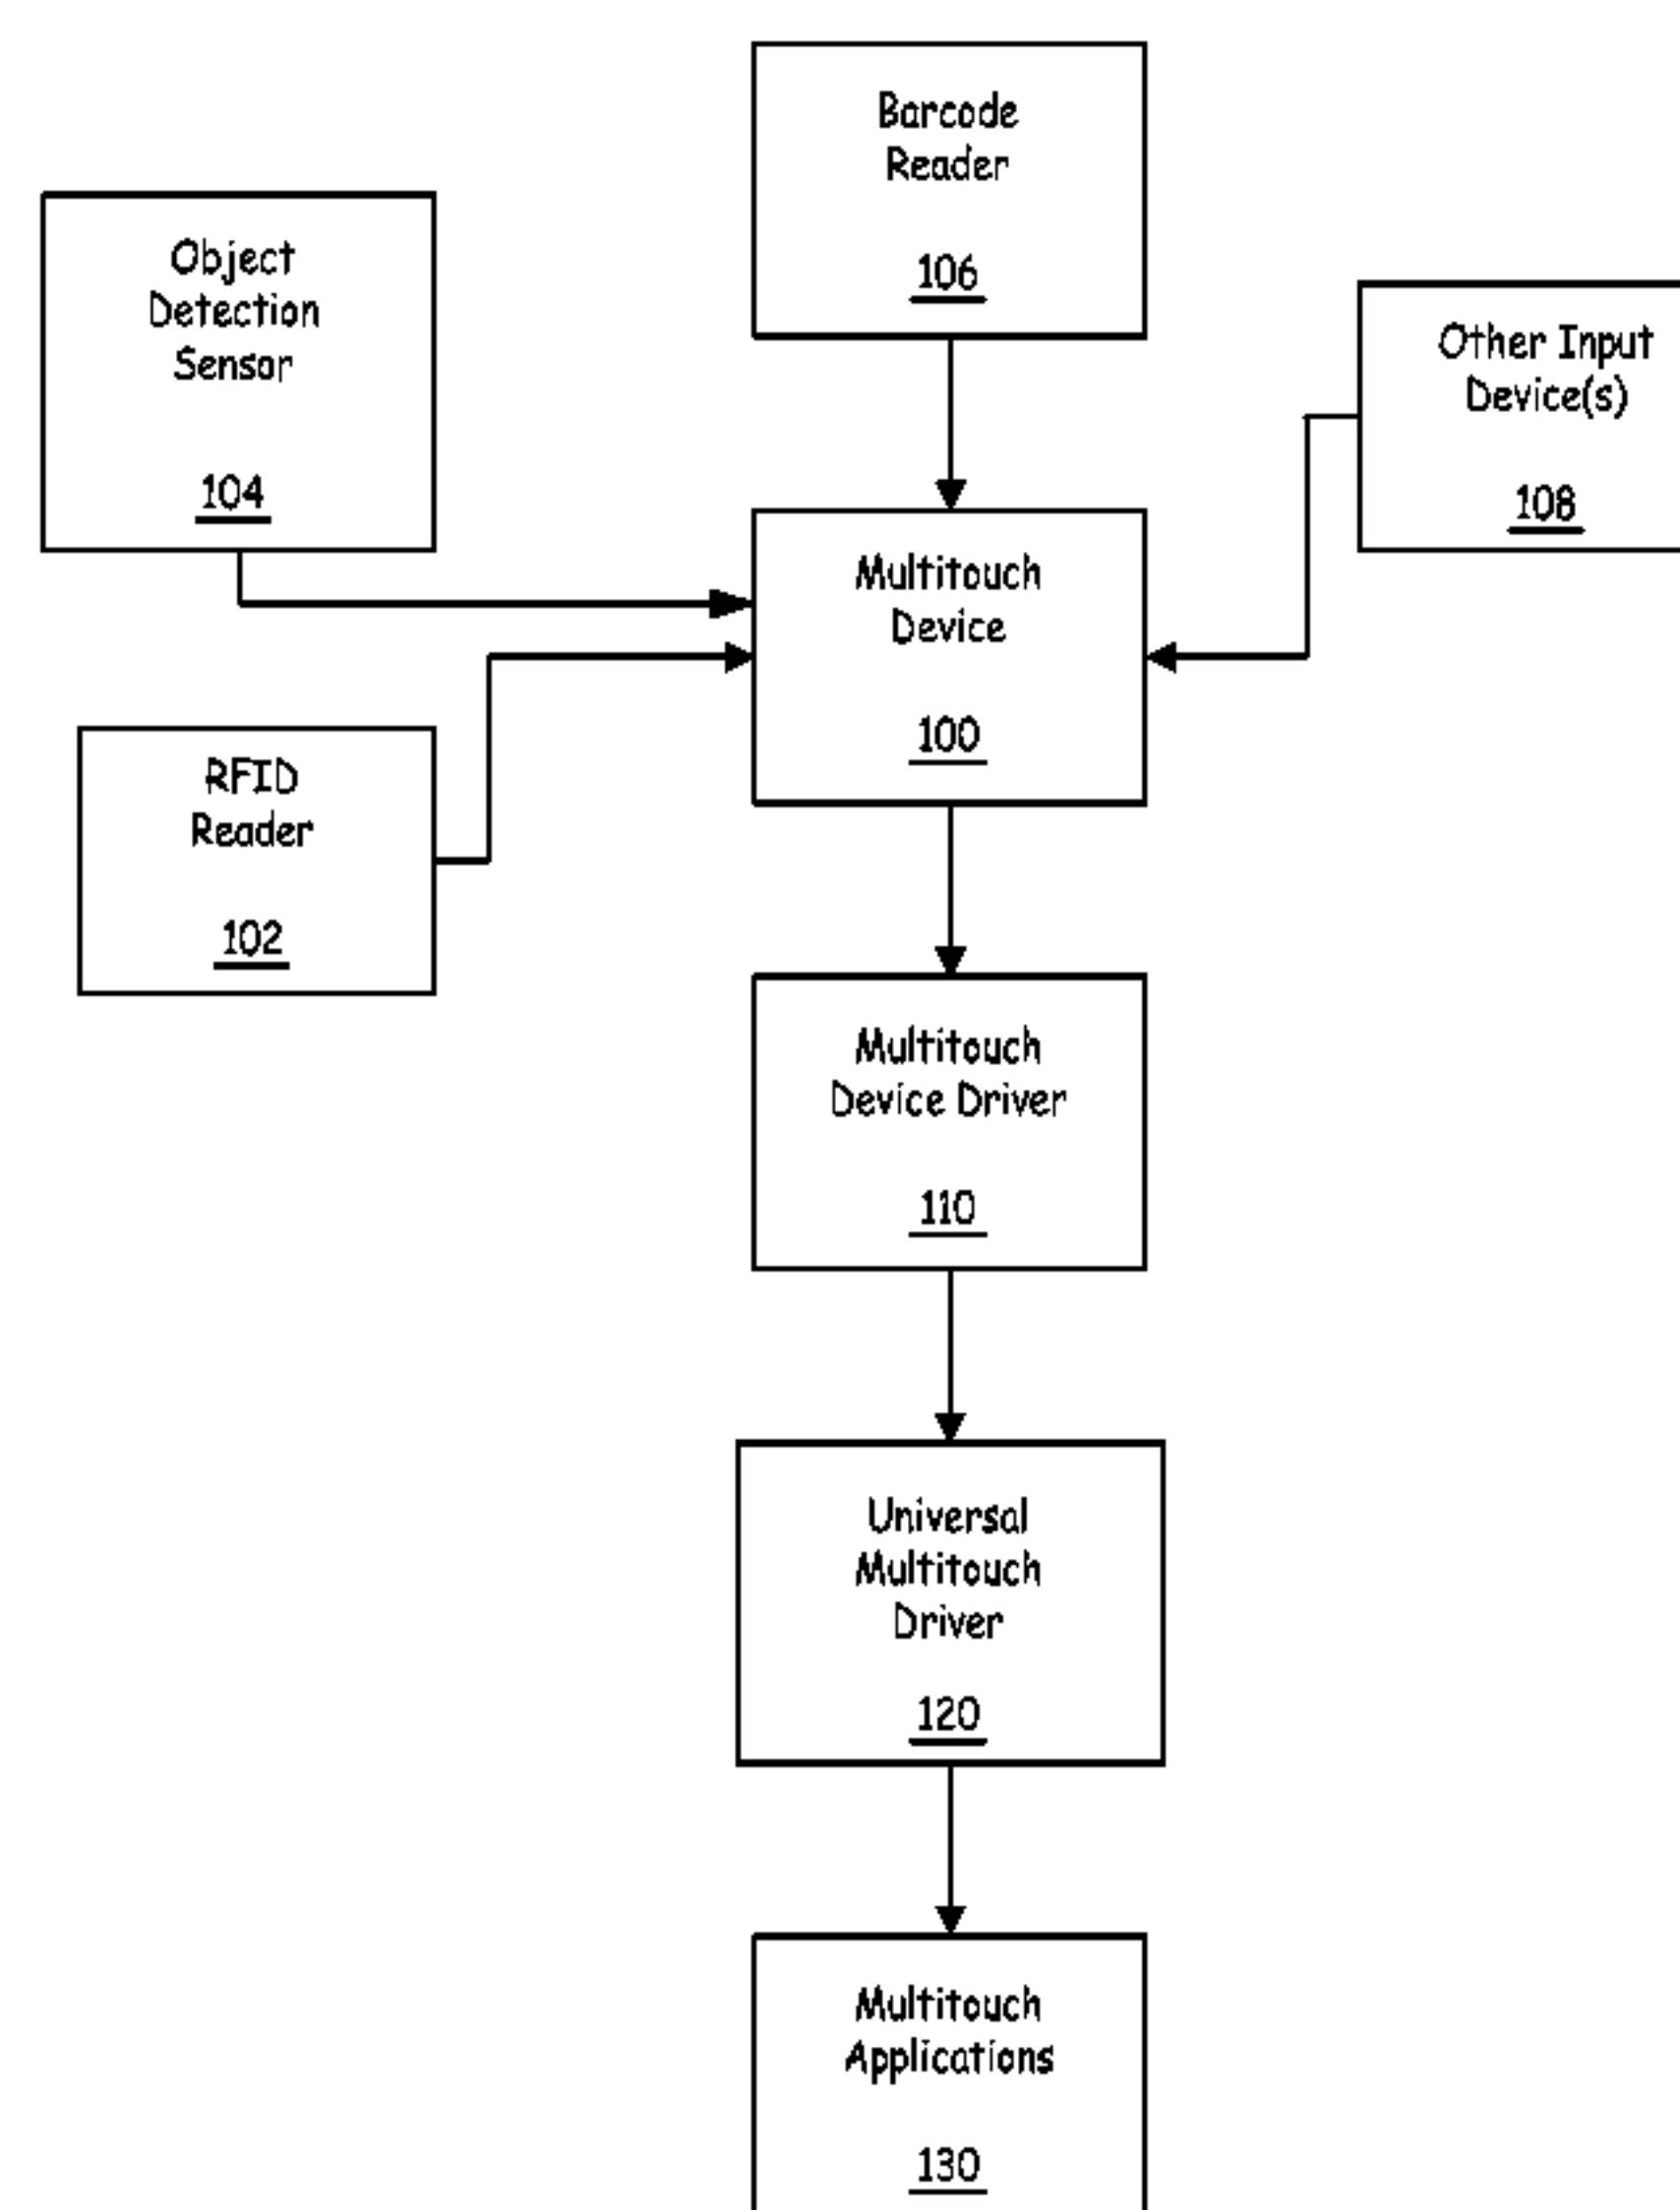 Barcode
Reader
106
Object
Detection
Sensor
104
Other Input
Device(s)
108
Multitouch
Device
100
RFID
Reader
102
Multitouch
Device Driver
110
Universal
Multitouch
Driver
120
Multitouch
Applications
130